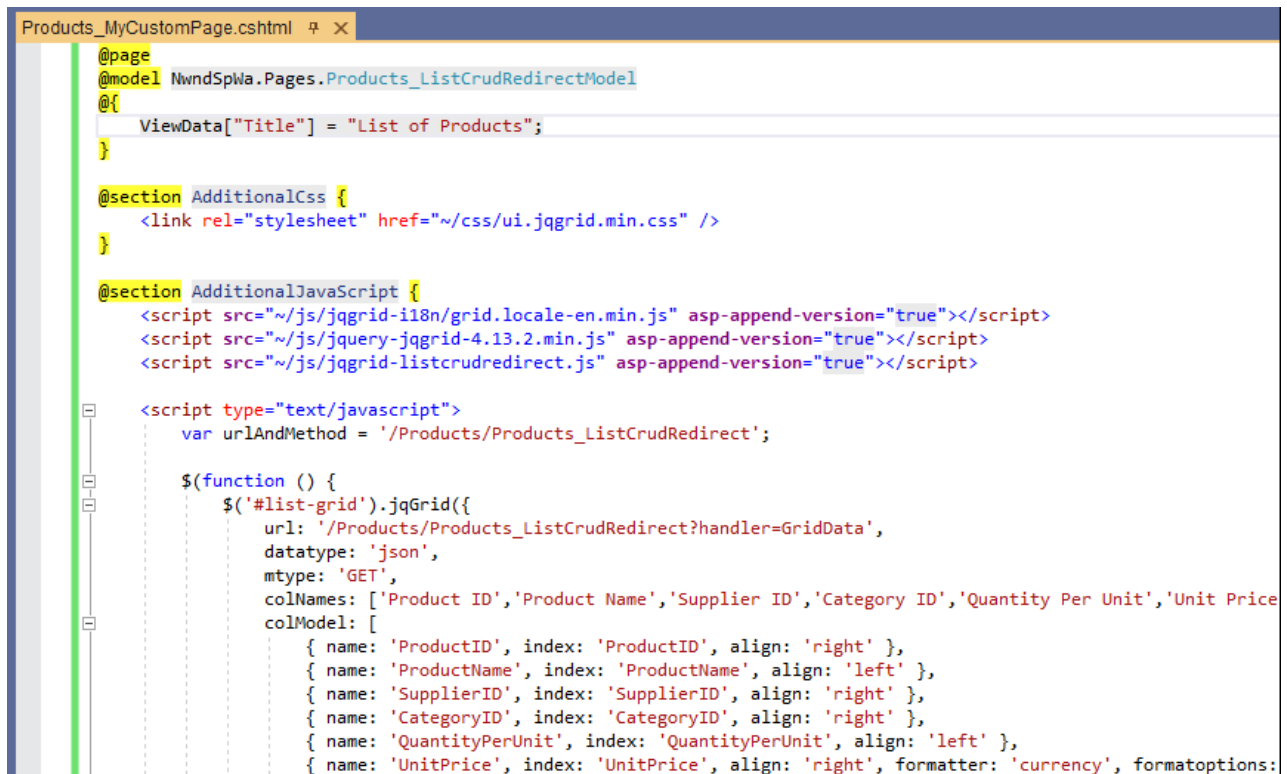 Products_MyCustomPage.cshtml
@page
@model NwndSpWa.Pages.Products_ListCrudRedirectModel
@{
    ViewData["Title"] = "List of Products";
}

@section AdditionalCss {
    <link rel="stylesheet" href="~/css/ui.jqgrid.min.css" />
}

@section AdditionalJavaScript {
    <script src="~/js/jqgrid-i18n/grid.locale-en.min.js" asp-append-version="true"></script>
    <script src="~/js/jquery-jqgrid-4.13.2.min.js" asp-append-version="true"></script>
    <script src="~/js/jqgrid-listcrudredirect.js" asp-append-version="true"></script>

    <script type="text/javascript">
        var urlAndMethod = '/Products/Products_ListCrudRedirect';

        $(function () {
            $('#list-grid').jqGrid({
                url: '/Products/Products_ListCrudRedirect?handler=GridData',
                datatype: 'json',
                mtype: 'GET',
                colNames: ['Product ID','Product Name','Supplier ID','Category ID','Quantity Per Unit','Unit Price
                colModel: [
                    { name: 'ProductID', index: 'ProductID', align: 'right' },
                    { name: 'ProductName', index: 'ProductName', align: 'left' },
                    { name: 'SupplierID', index: 'SupplierID', align: 'right' },
                    { name: 'CategoryID', index: 'CategoryID', align: 'right' },
                    { name: 'QuantityPerUnit', index: 'QuantityPerUnit', align: 'left' },
                    { name: 'UnitPrice', index: 'UnitPrice', align: 'right', formatter: 'currency', formatoptions: